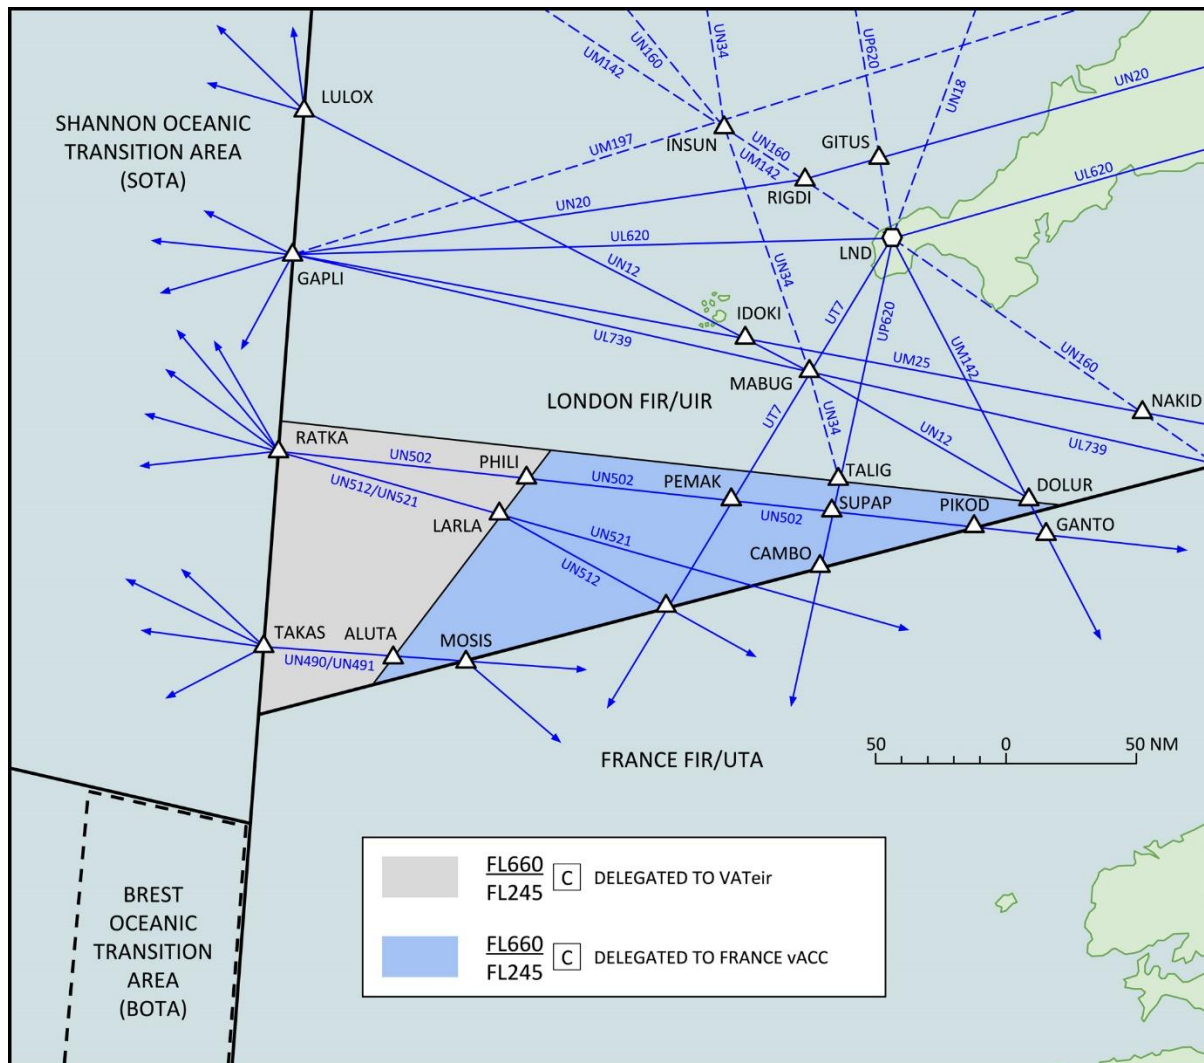 UM142
UN160
UN34
UP620
UN18
UN20
LULOX
SHANNON OCEANIC
TRANSITION AREA
(SOTA)
UM197
INSUN
UN160
UM142
GITUS
RIGDI
UL620
UN20
UL620
LND
GAPLI
UN12
UN34
IDOKI
UT7
UP620
UL739
MABUG
UM142
UM25
UN160
NAKID
LONDON FIR/UIR
UT7
UN34
UN12
UL739
RATKA
UN502
PHILI
UN502
PEMAK
TALIG
DOLUR
UN512/UN521
LARLA
UN502
SUPAP
PIKOD
GANTO
UN521
UN512
CAMBO
TAKAS
ALUTA
MOSIS
UN490/UN491
FRANCE FIR/UTA
50 0 50 NM
FL660
FL245
C DELEGATED TO VATeir
FL660
FL245
C DELEGATED TO FRANCE vACC
BREST
OCEANIC
TRANSITION
AREA
(BOTA)